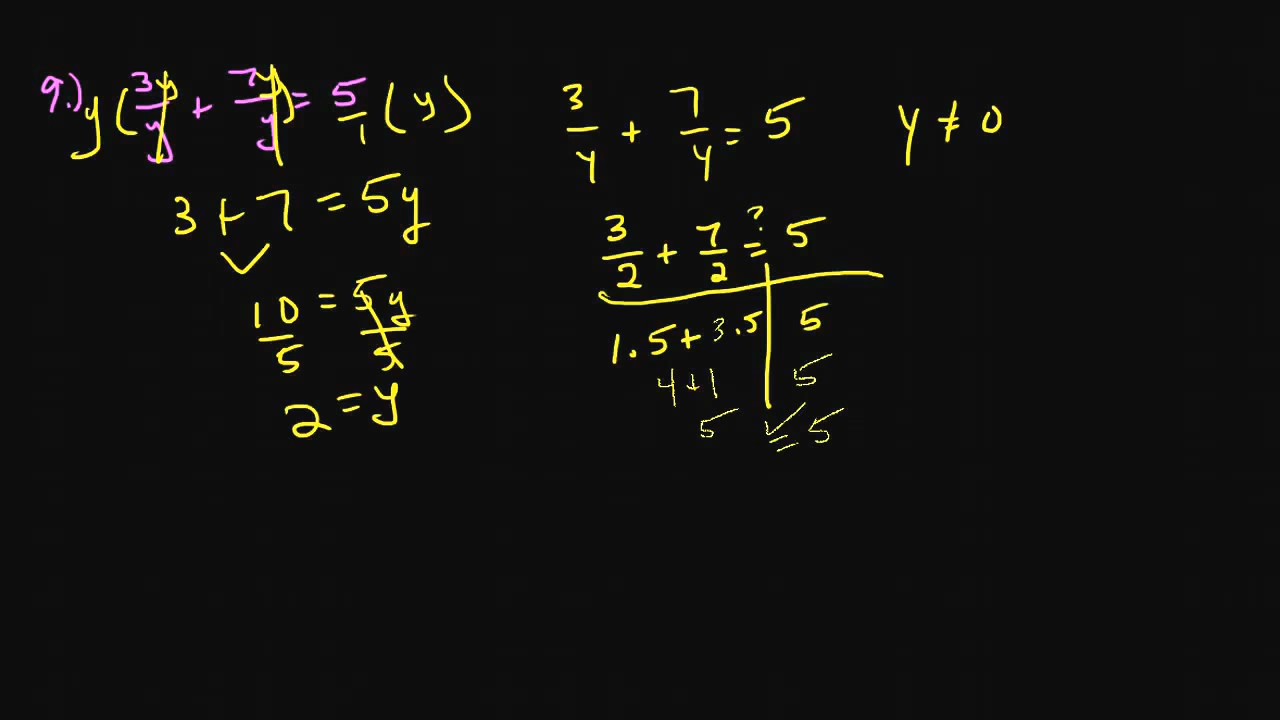 9.) y(3y/y + 7y/y) = 5/1 (y)
3 + 7 = 5y
10/5 = 5y/5
2 = y
3/y + 7/y = 5
y ≠ 0
3/2 + 7/2 ≟ 5
1.5 + 3.5 | 5
4 + 1 | 5
5 ✓= 5